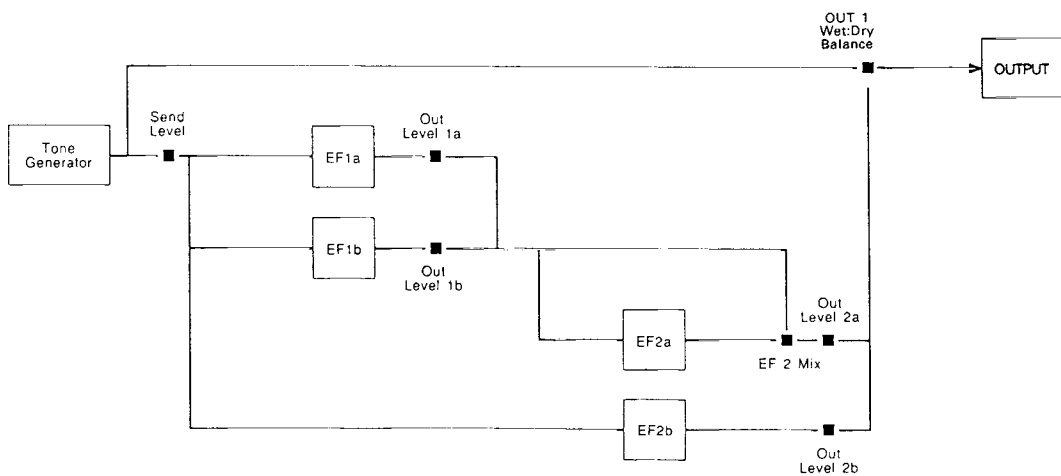 OUT 1
Wet:Dry
Balance
OUTPUT
Send
Level
Out
Level 1a
Tone
Generator
EF1a
EF1b
Out
Level 1b
Out
Level 2a
EF2a
EF 2 Mix
EF2b
Out
Level 2b